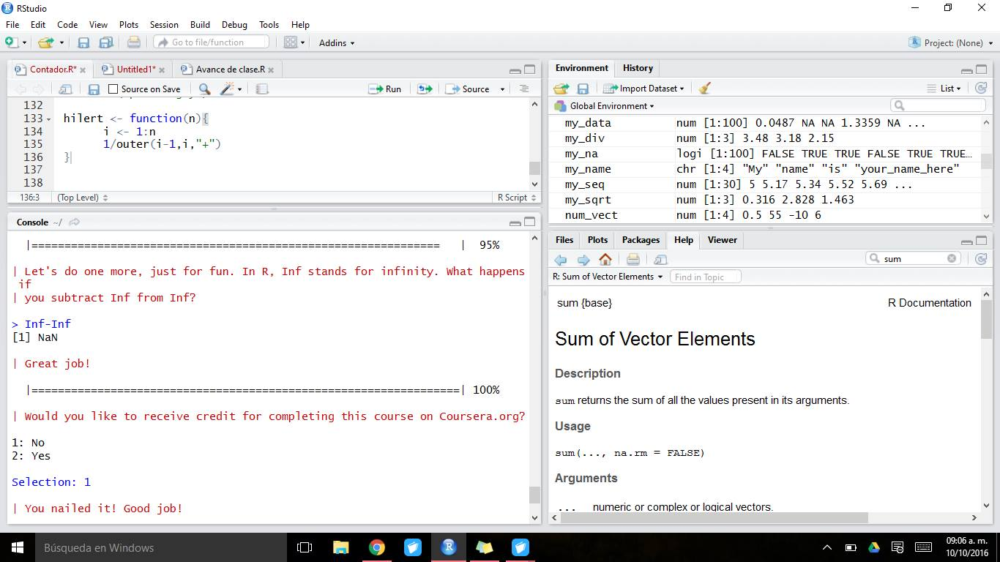 RStudio
File Edit Code View Plots Session Build Debug Tools Help
Go to file/function Addins Project: (None)
Contador.R* Untitled1* Avance de clase.R
Source on Save Run Source
132
133 hilert <- function(n){
134 i <- 1:n
135 1/outer(i-1,i,"+")
136 }
137
138
136:3 (Top Level) R Script
Console ~/
|============================================================== | 95%
| Let's do one more, just for fun. In R, Inf stands for infinity. What happens
if
| you subtract Inf from Inf?
> Inf-Inf
[1] NaN
| Great job!
|=================================================================| 100%
| Would you like to receive credit for completing this course on Coursera.org?
1: No
2: Yes
Selection: 1
| You nailed it! Good job!
Environment History
Import Dataset List
Global Environment
my_data num [1:100] 0.0487 NA NA 1.3359 NA ...
my_div num [1:3] 3.48 3.18 2.15
my_na logi [1:100] FALSE TRUE TRUE FALSE TRUE TRUE…
my_name chr [1:4] "My" "name" "is" "your_name_here"
my_seq num [1:30] 5 5.17 5.34 5.52 5.69 ...
my_sqrt num [1:3] 0.316 2.828 1.463
num_vect num [1:4] 0.5 55 -10 6
Files Plots Packages Help Viewer
sum
R: Sum of Vector Elements Find in Topic
sum {base} R Documentation
Sum of Vector Elements
Description
sum returns the sum of all the values present in its arguments.
Usage
sum(..., na.rm = FALSE)
Arguments
... numeric or complex or logical vectors.
Búsqueda en Windows
09:06 a. m.
10/10/2016